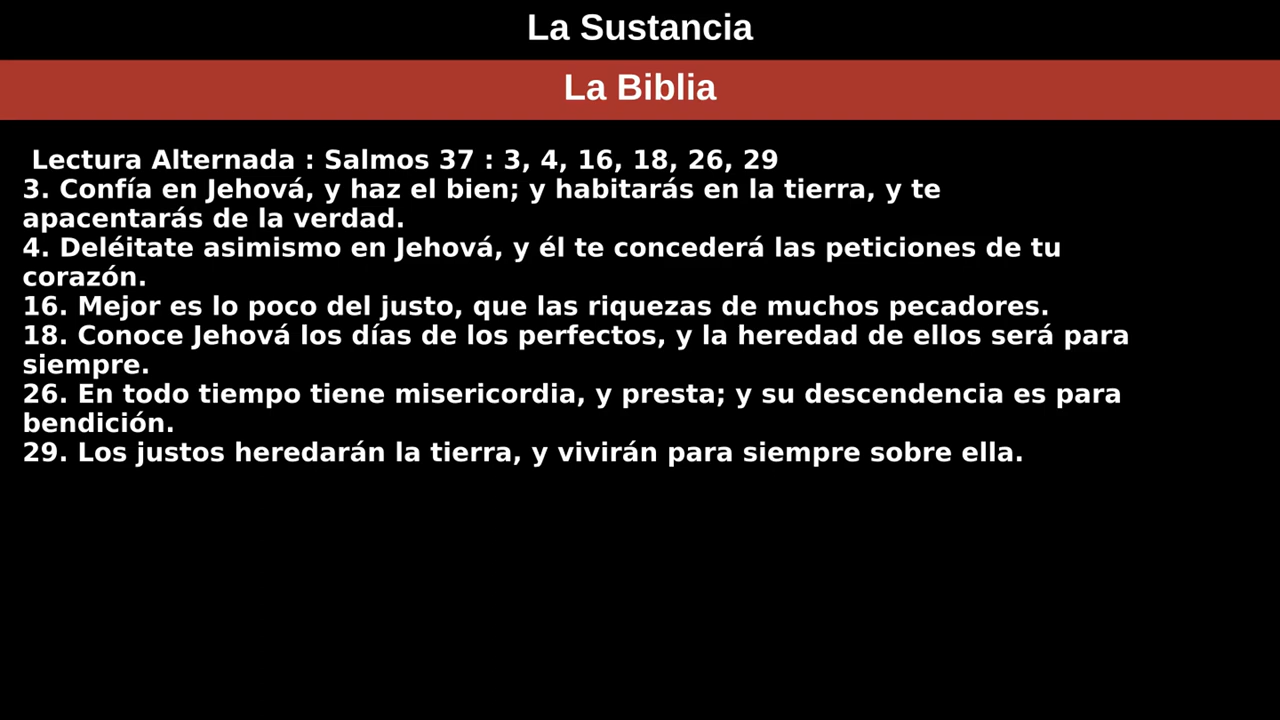 La Sustancia
La Biblia
Lectura Alternada : Salmos 37 : 3, 4, 16, 18, 26, 29
3. Confía en Jehová, y haz el bien; y habitarás en la tierra, y te
apacentarás de la verdad.
4. Deléitate asimismo en Jehová, y él te concederá las peticiones de tu
corazón.
16. Mejor es lo poco del justo, que las riquezas de muchos pecadores.
18. Conoce Jehová los días de los perfectos, y la heredad de ellos será para
siempre.
26. En todo tiempo tiene misericordia, y presta; y su descendencia es para
bendición.
29. Los justos heredarán la tierra, y vivirán para siempre sobre ella.